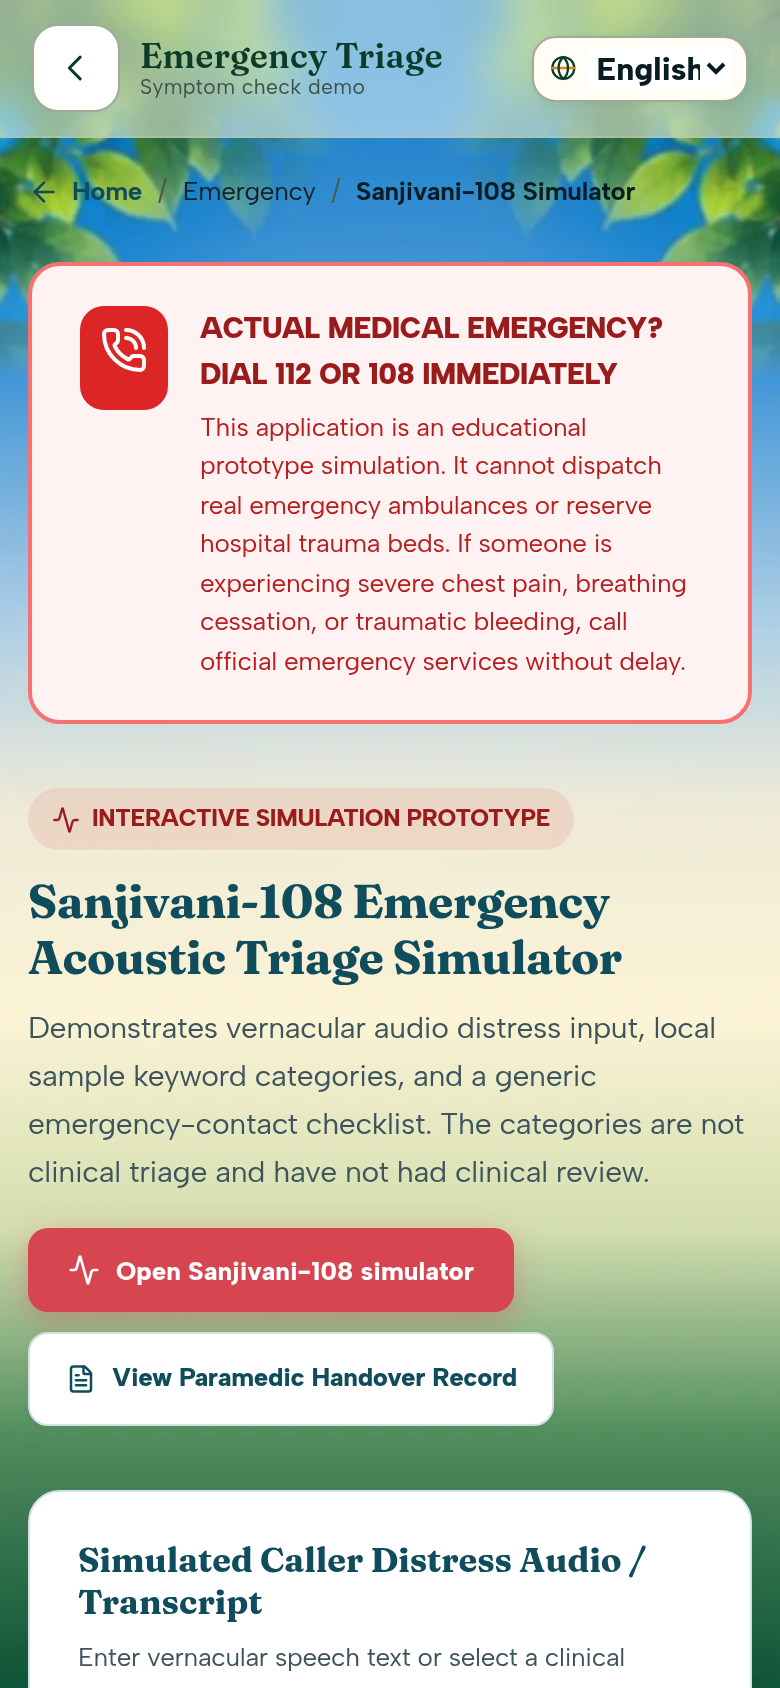 Emergency Triage
Symptom check demo
English
Home / Emergency / Sanjivani-108 Simulator
ACTUAL MEDICAL EMERGENCY?
DIAL 112 OR 108 IMMEDIATELY
This application is an educational
prototype simulation. It cannot dispatch
real emergency ambulances or reserve
hospital trauma beds. If someone is
experiencing severe chest pain, breathing
cessation, or traumatic bleeding, call
official emergency services without delay.
INTERACTIVE SIMULATION PROTOTYPE
Sanjivani-108 Emergency
Acoustic Triage Simulator
Demonstrates vernacular audio distress input, local
sample keyword categories, and a generic
emergency-contact checklist. The categories are not
clinical triage and have not had clinical review.
Open Sanjivani-108 simulator
View Paramedic Handover Record
Simulated Caller Distress Audio /
Transcript
Enter vernacular speech text or select a clinical